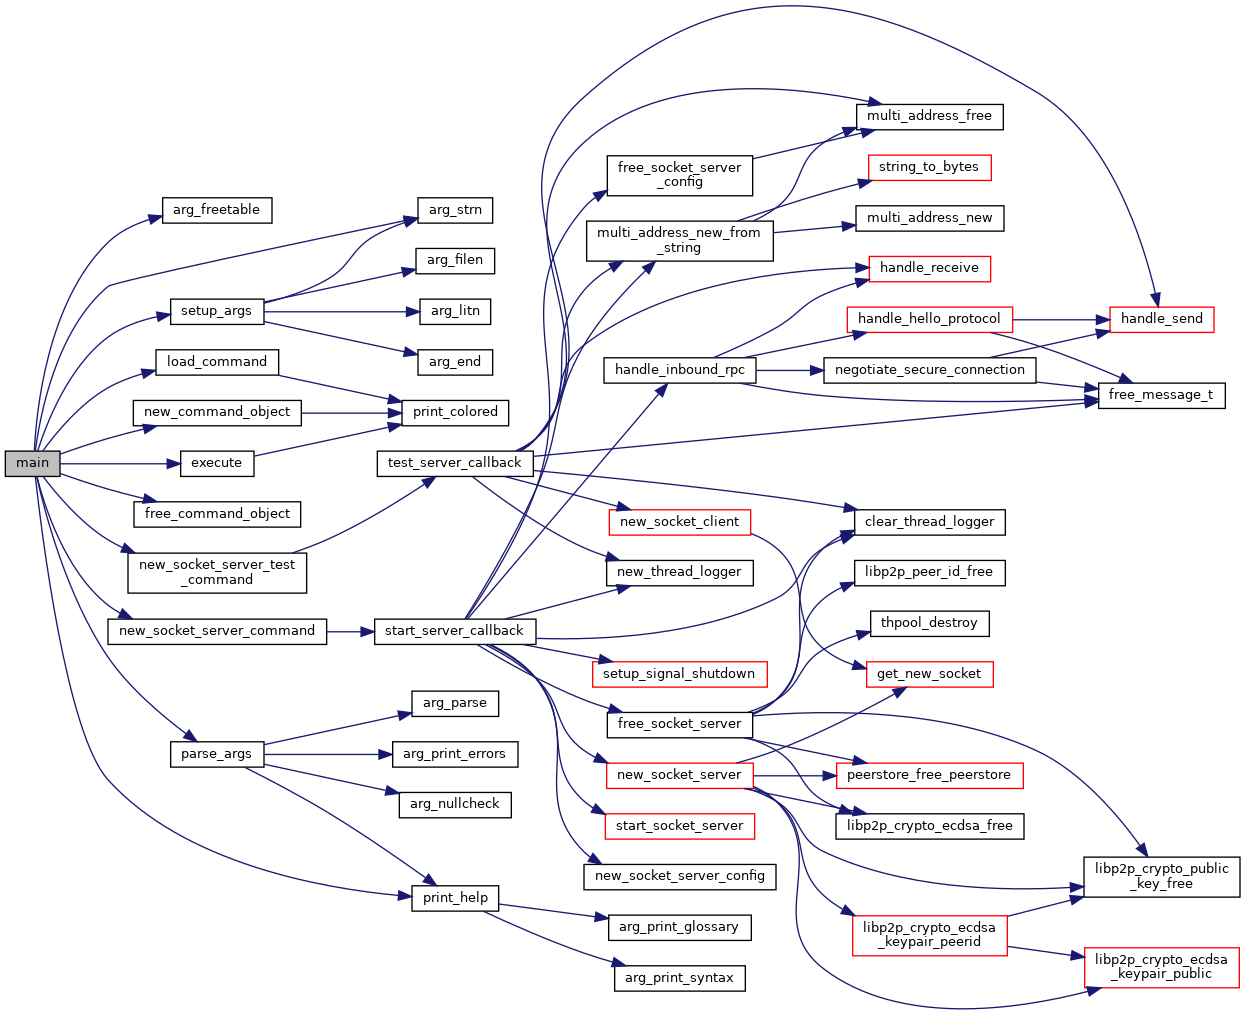 main
arg_freetable
setup_args
load_command
new_command_object
execute
free_command_object
new_socket_server_test
_command
new_socket_server_command
parse_args
arg_strn
arg_filen
arg_litn
arg_end
print_colored
test_server_callback
start_server_callback
arg_parse
arg_print_errors
arg_nullcheck
print_help
free_socket_server
_config
multi_address_new_from
_string
handle_inbound_rpc
new_socket_client
new_thread_logger
setup_signal_shutdown
free_socket_server
new_socket_server
start_socket_server
new_socket_server_config
arg_print_glossary
arg_print_syntax
multi_address_free
string_to_bytes
multi_address_new
handle_receive
handle_hello_protocol
negotiate_secure_connection
clear_thread_logger
libp2p_peer_id_free
thpool_destroy
get_new_socket
peerstore_free_peerstore
libp2p_crypto_ecdsa_free
libp2p_crypto_ecdsa
_keypair_peerid
handle_send
free_message_t
libp2p_crypto_public
_key_free
libp2p_crypto_ecdsa
_keypair_public